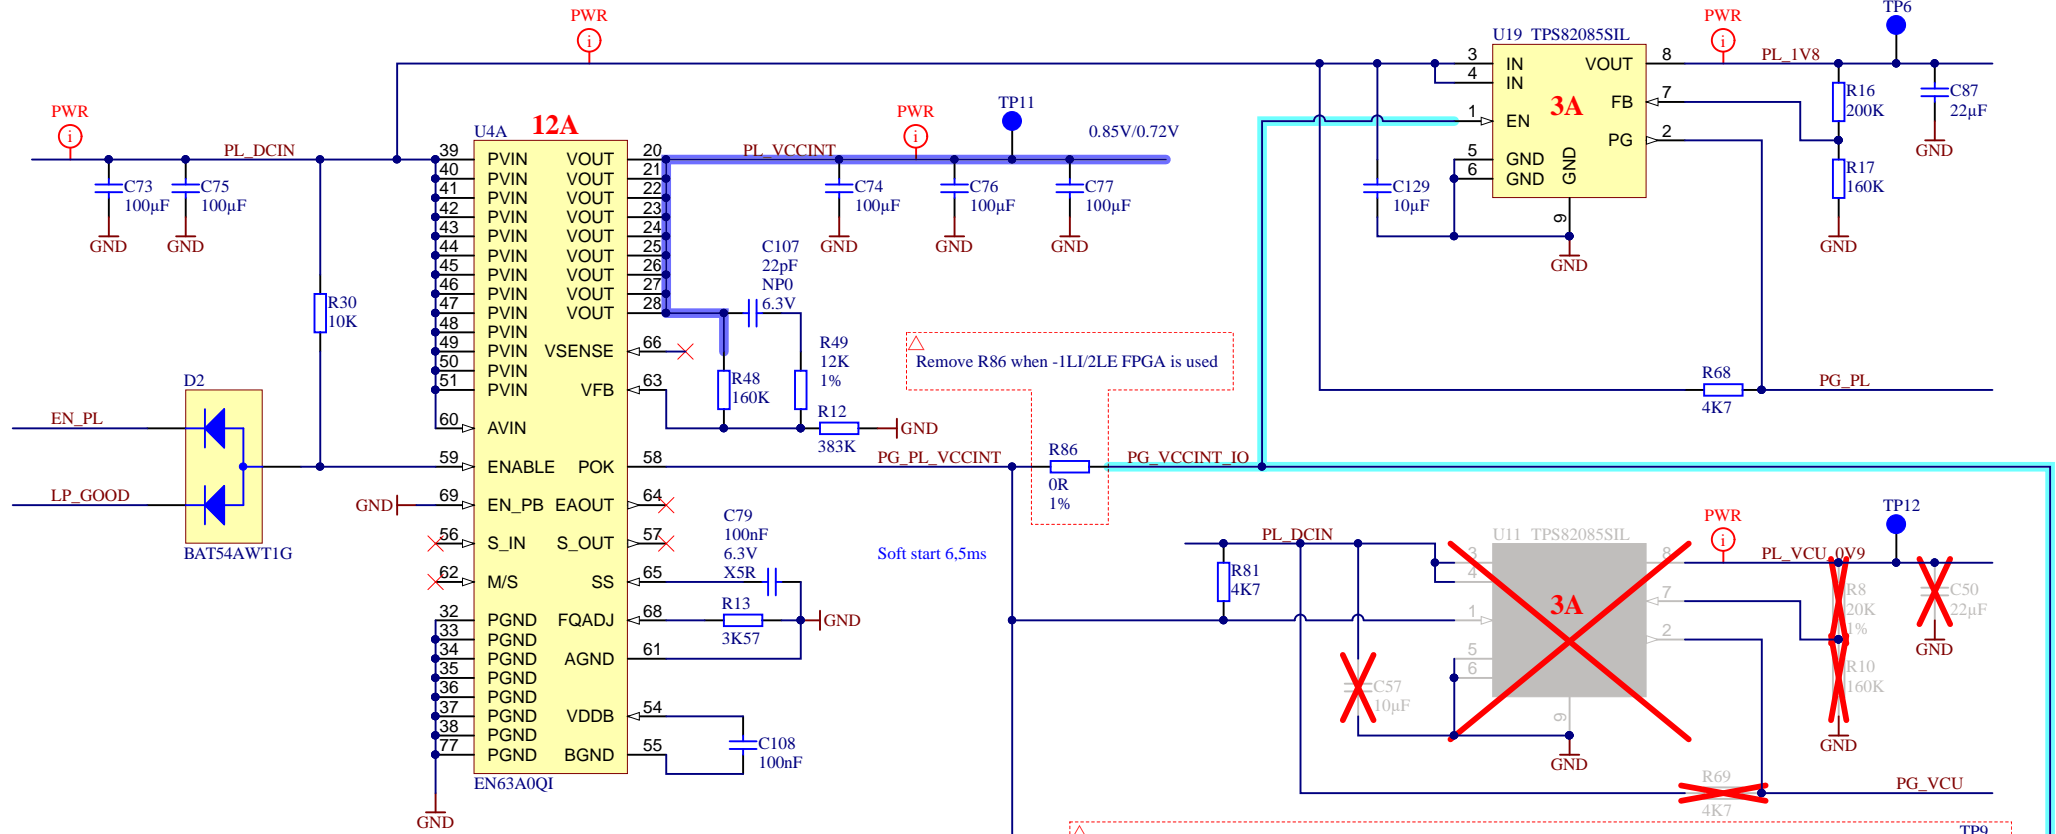 PWR
PWR
TP6
U19 TPS82085SIL
3 IN VOUT 8 PL_1V8
4 IN
3A
FB 7
1 EN
PG 2
5 GND
6 GND
GND
9
GND
R16
200K
R17
160K
GND
C87
22µF
GND
C129
10µF
R68
4K7
PG_PL
PWR
PL_DCIN
C73
100µF
GND
C75
100µF
GND
R30
10K
D2
EN_PL
LP_GOOD
BAT54AWT1G
U4A
12A
39 PVIN VOUT 20
40 PVIN VOUT 21
41 PVIN VOUT 22
42 PVIN VOUT 23
43 PVIN VOUT 24
44 PVIN VOUT 25
45 PVIN VOUT 26
46 PVIN VOUT 27
47 PVIN VOUT 28
48 PVIN
49 PVIN VSENSE 66
50 PVIN
51 PVIN VFB 63
60 AVIN
59 ENABLE POK 58
GND 69 EN_PB EAOUT 64
56 S_IN S_OUT 57
62 M/S SS 65
32 PGND FQADJ 68
33 PGND
34 PGND AGND 61
35 PGND
36 PGND
37 PGND VDDB 54
38 PGND
77 PGND BGND 55
EN63A0QI
GND
PL_VCCINT
PWR
TP11
0.85V/0.72V
C74
100µF
GND
C76
100µF
GND
C77
100µF
GND
C107
22pF
NP0
6.3V
R49
12K
1%
R48
160K
R12
383K
GND
Remove R86 when -1LI/2LE FPGA is used
PG_PL_VCCINT
R86
0R
1%
PG_VCCINT_IO
C79
100nF
6.3V
X5R
Soft start 6,5ms
R13
3K57
GND
C108
100nF
PL_DCIN
R81
4K7
C57
10µF
U11 TPS82085SIL
3A
3
4
1
5
6
8
7
2
9
GND
PWR
TP12
PL_VCU_0V9
R8
20K
1%
R10
160K
GND
C50
22µF
GND
R69
4K7
PG_VCU
TP9